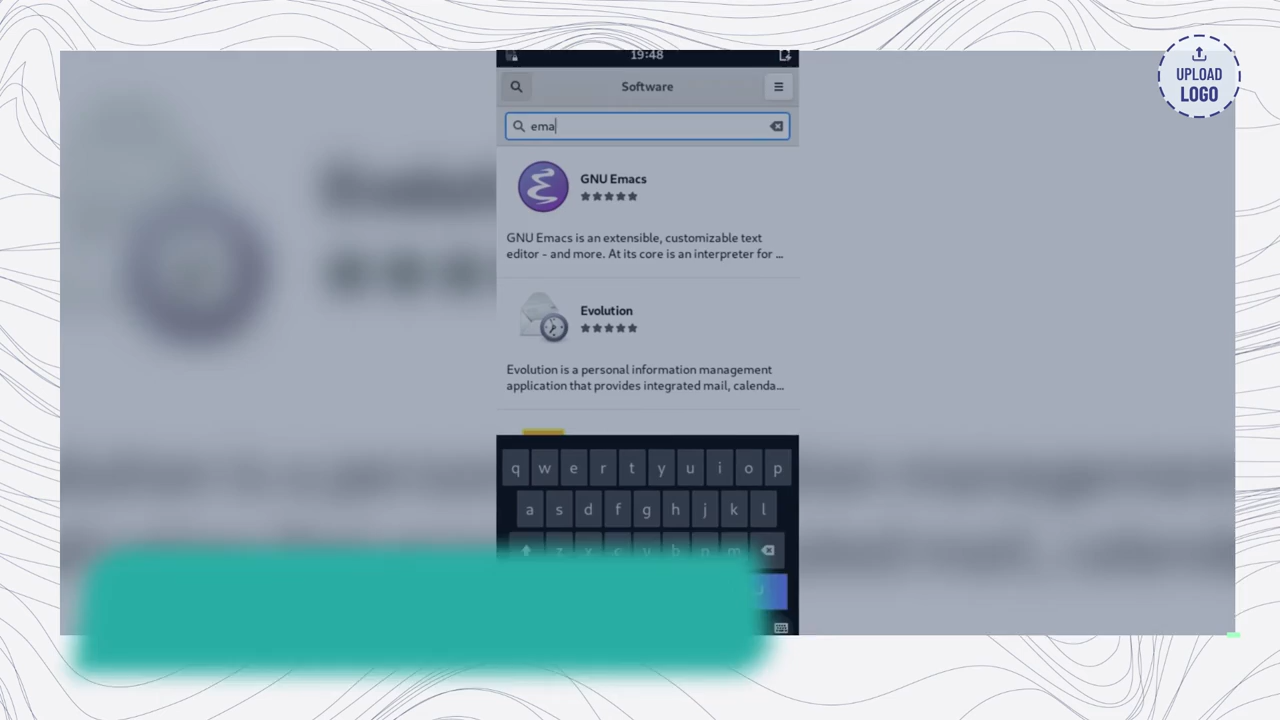 19:48
Software
ema
GNU Emacs
GNU Emacs is an extensible, customizable text
editor - and more. At its core is an interpreter for ...
Evolution
Evolution is a personal information management
application that provides integrated mail, calenda...
q w e r t y u i o p
a s d f g h j k l
z x c v b n m
UPLOAD
LOGO